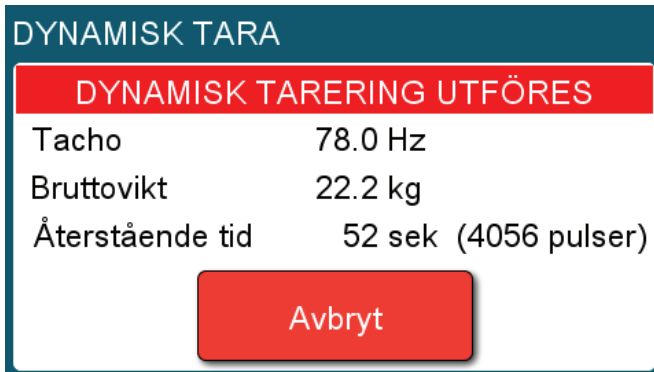 DYNAMISK TARA
DYNAMISK TARERING UTFÖRES
Tacho 78.0 Hz
Bruttovikt 22.2 kg
Återstående tid 52 sek (4056 pulser)
Avbryt